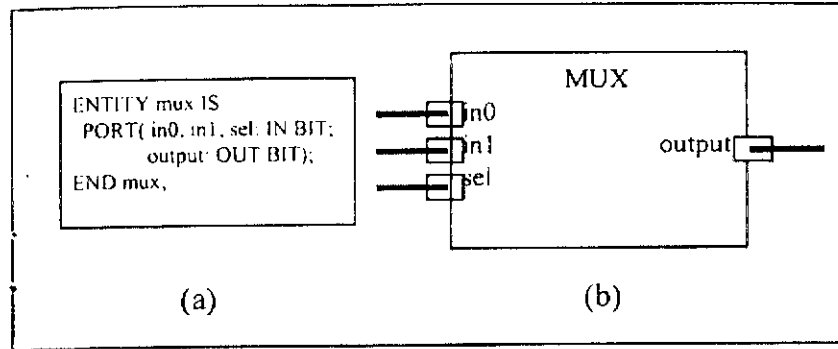 ENTITY mux IS
PORT( in0, in1, sel: IN BIT;
output: OUT BIT);
END mux,
(a)
MUX
in0
in1
sel
output
(b)